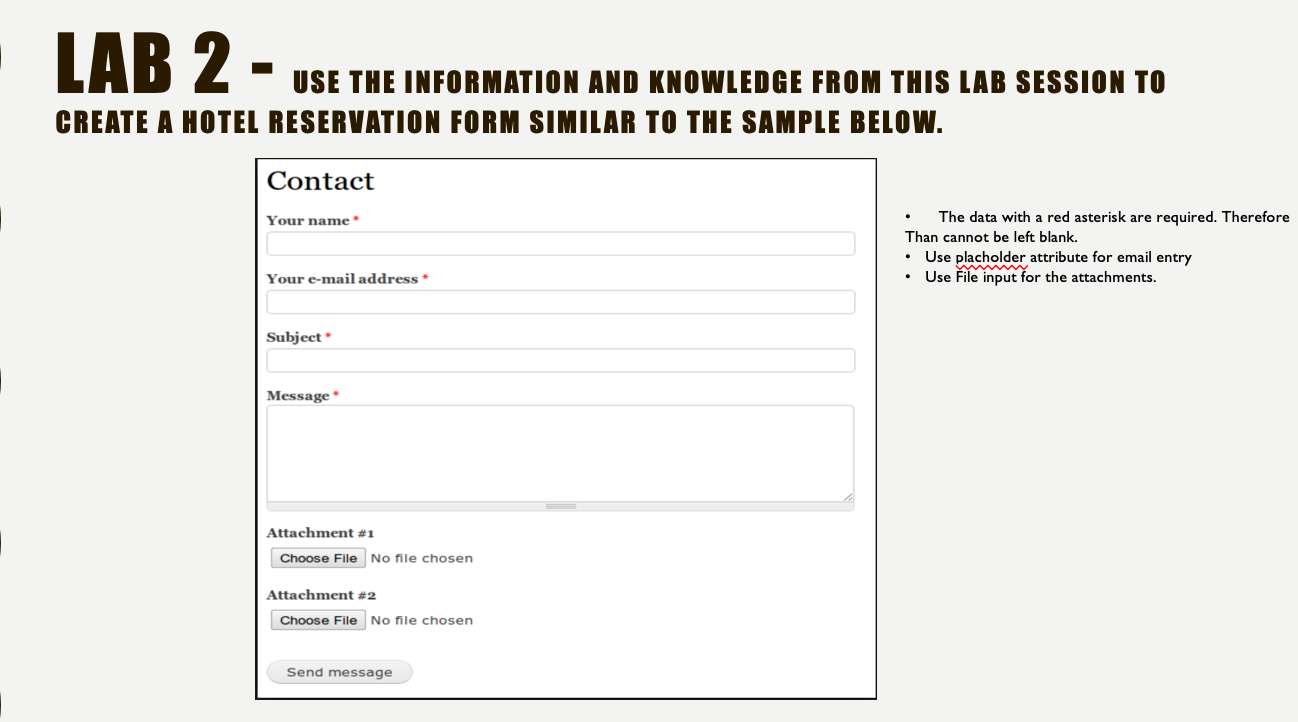 LAB 2 - USE THE INFORMATION AND KNOWLEDGE FROM THIS LAB SESSION TO
CREATE A HOTEL RESERVATION FORM SIMILAR TO THE SAMPLE BELOW.
Contact
Your name *
Your e-mail address *
Subject *
Message *
Attachment #1
Choose File No file chosen
Attachment #2
Choose File No file chosen
Send message
• The data with a red asterisk are required. Therefore
Than cannot be left blank.
• Use placholder attribute for email entry
• Use File input for the attachments.